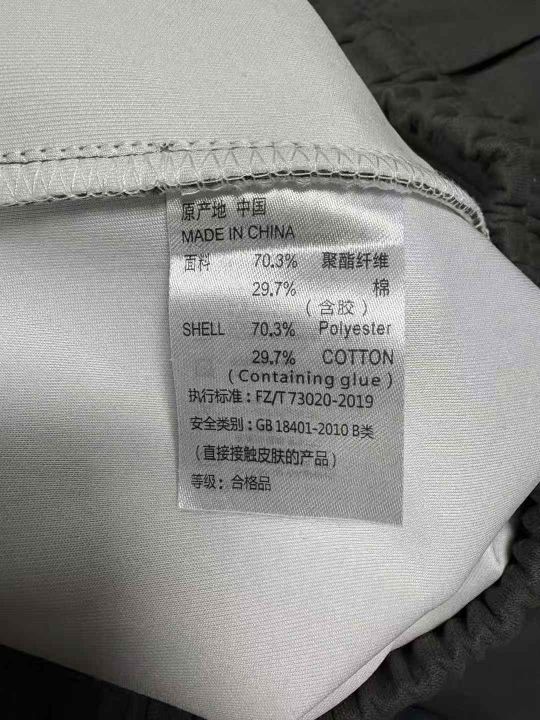 原产地 中国
MADE IN CHINA
面料 70.3% 聚酯纤维
29.7% 棉
(含胶)
SHELL 70.3% Polyester
29.7% COTTON
(Containing glue)
执行标准：FZ/T 73020-2019
安全类别：GB 18401-2010 B类
(直接接触皮肤的产品)
等级：合格品